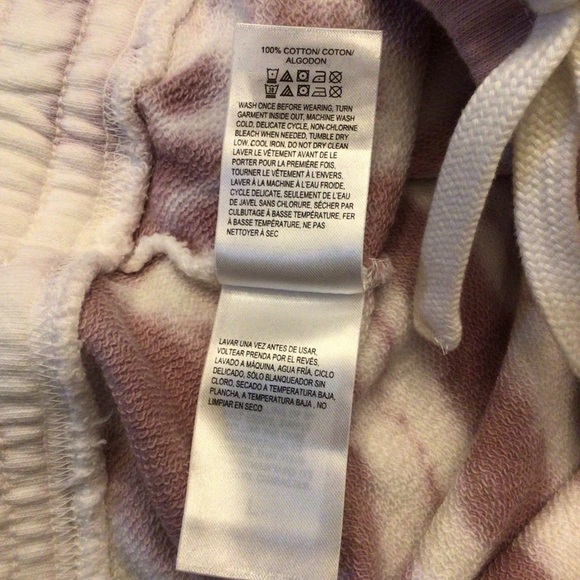 100% COTTON/ COTON/
ALGODON
WASH ONCE BEFORE WEARING, TURN
GARMENT INSIDE OUT, MACHINE WASH
COLD, DELICATE CYCLE, NON-CHLORINE
BLEACH WHEN NEEDED, TUMBLE DRY
LOW, COOL IRON, DO NOT DRY CLEAN
LAVER LE VÊTEMENT AVANT DE LE
PORTER POUR LA PREMIÈRE FOIS,
TOURNER LE VÊTEMENT À L'ENVERS,
LAVER À LA MACHINE À L'EAU FROIDE,
CYCLE DELICATE, SEULEMENT DE L'EAU
DE JAVEL SANS CHLORURE, SÉCHER PAR
CULBUTAGE À BASSE TEMPÉRATURE, FER
À BASSE TEMPÉRATURE, NE PAS
NETTOYER À SEC
LAVAR UNA VEZ ANTES DE USAR,
VOLTEAR PRENDA POR EL REVÉS,
LAVADO A MÁQUINA, AGUA FRÍA, CICLO
DELICADO, SÓLO BLANQUEADOR SIN
CLORO, SECADO A TEMPERATURA BAJA,
PLANCHA, A TEMPERATURA BAJA , NO
LIMPIAR EN SECO